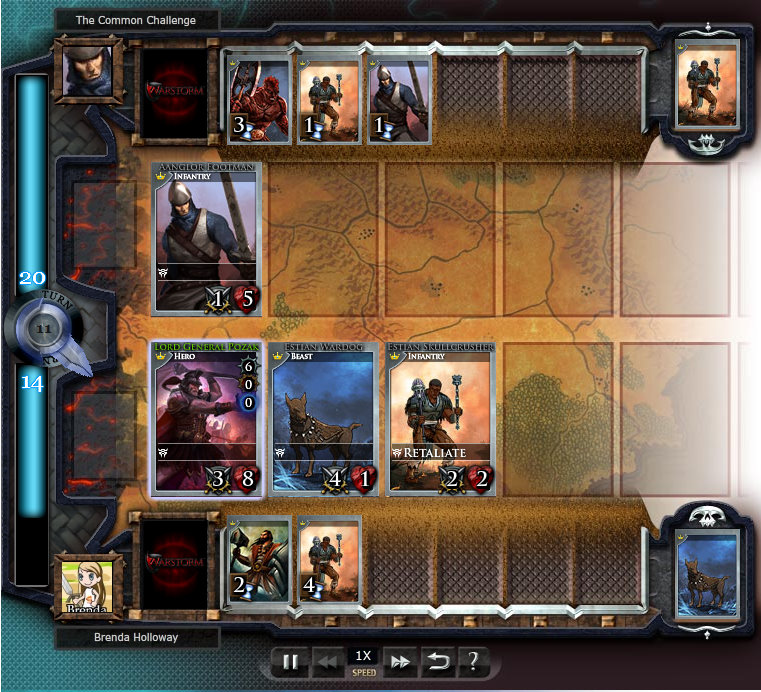 The Common Challenge
WARSTORM
3
1
1
AANGLOR FOOTMAN
INFANTRY
1 5
20
TURN
11
14
LORD GENERAL POZAK
HERO
6
0
0
3 8
ESTIAN WARDOG
BEAST
4 1
ESTIAN SKULLCRUSHER
INFANTRY
RETALIATE
2 2
WARSTORM
2
4
Brenda
Brenda Holloway
1X
SPEED
?